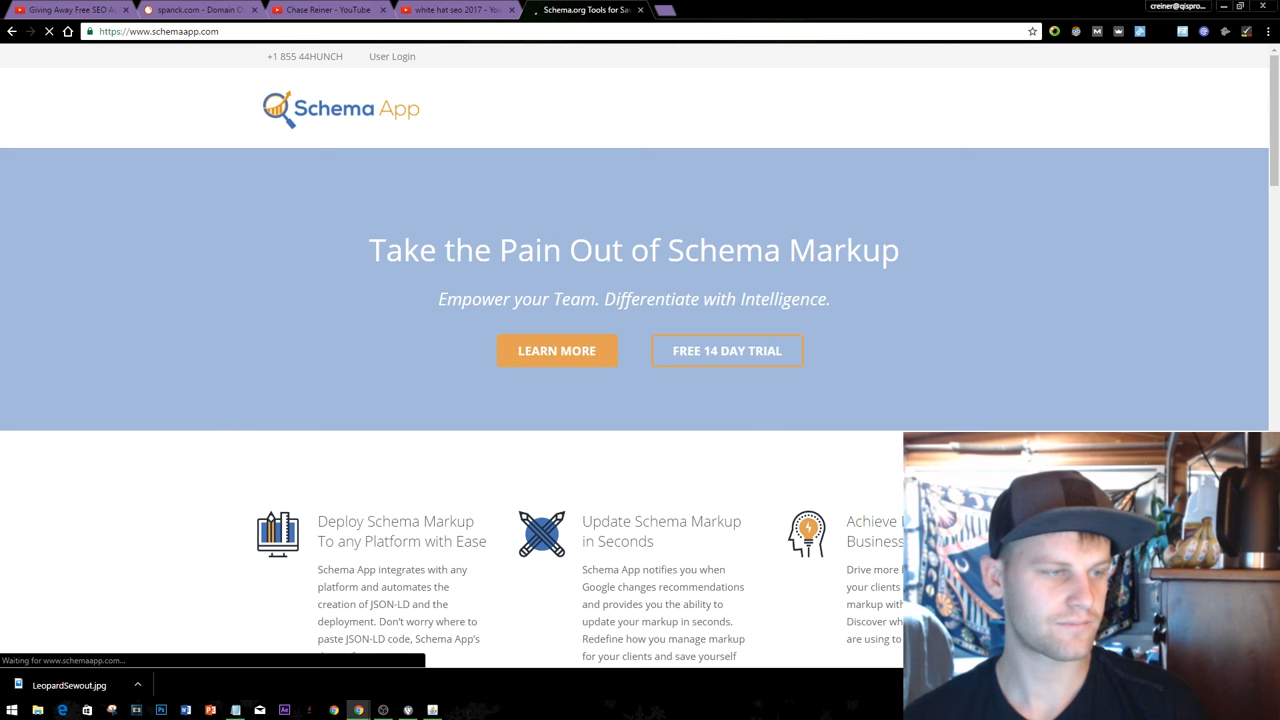 Giving Away Free SEO A
spanck.com - Domain O
Chase Reiner - YouTube
white hat seo 2017 - Yo
Schema.org Tools for Sa
creiner@qispro...
https://www.schemaapp.com
+1 855 44HUNCH
User Login
Schema App
Take the Pain Out of Schema Markup
Empower your Team. Differentiate with Intelligence.
LEARN MORE
FREE 14 DAY TRIAL
Deploy Schema Markup
To any Platform with Ease
Schema App integrates with any
platform and automates the
creation of JSON-LD and the
deployment. Don't worry where to
paste JSON-LD code, Schema App's
Update Schema Markup
in Seconds
Schema App notifies you when
Google changes recommendations
and provides you the ability to
update your markup in seconds.
Redefine how you manage markup
for your clients and save yourself
Achieve
Business
Drive more
your clients
markup with
Discover wh
are using to
Waiting for www.schemaapp.com...
LeopardSewout.jpg